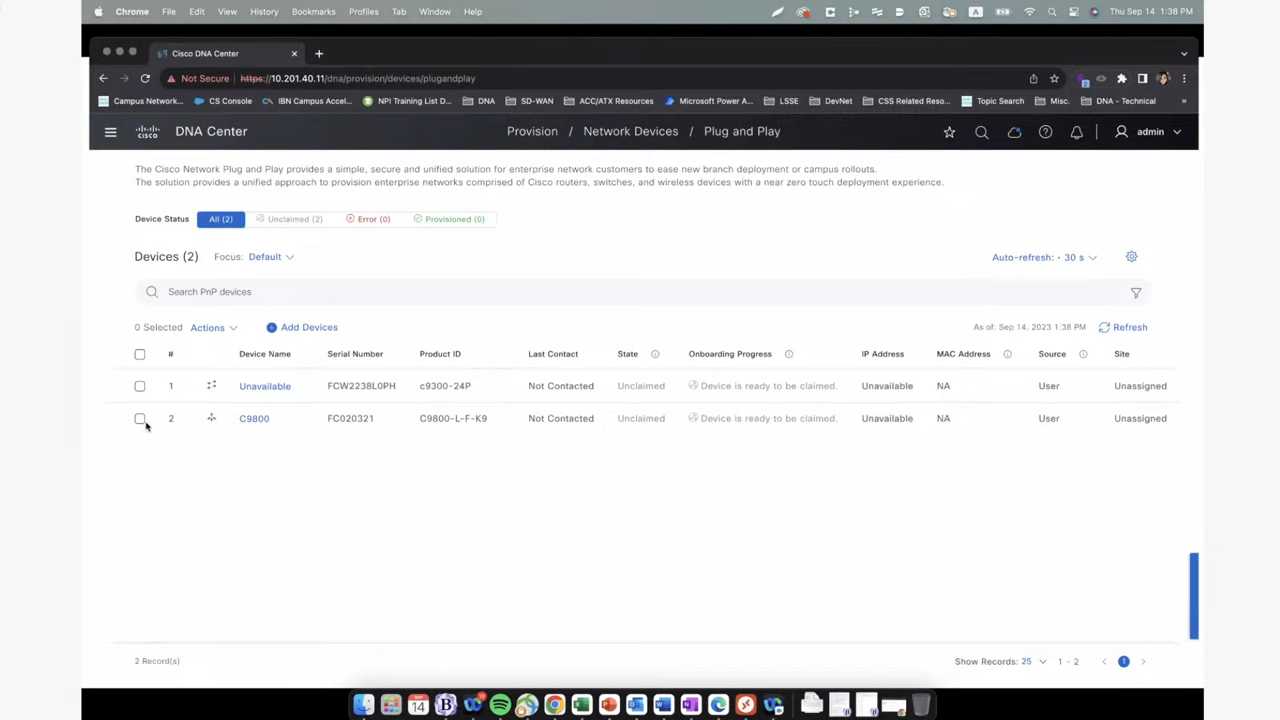 Chrome File Edit View History Bookmarks Profiles Tab Window Help A Thu Sep 14 1:38 PM
Cisco DNA Center
Not Secure https://10.201.40.11/dna/provision/devices/plugandplay
Campus Network... CS Console IBN Campus Accel... NPI Training List D... DNA SD-WAN ACC/ATX Resources Microsoft Power A... LSSE DevNet CSS Related Reso... Topic Search Misc. DNA - Technical »
cisco DNA Center Provision / Network Devices / Plug and Play admin
The Cisco Network Plug and Play provides a simple, secure and unified solution for enterprise network customers to ease new branch deployment or campus rollouts.
The solution provides a unified approach to provision enterprise networks comprised of Cisco routers, switches, and wireless devices with a near zero touch deployment experience.
Device Status All (2) Unclaimed (2) Error (0) Provisioned (0)
Devices (2) Focus: Default Auto-refresh: • 30 s
Search PnP devices
0 Selected Actions Add Devices As of: Sep 14, 2023 1:38 PM Refresh
# Device Name Serial Number Product ID Last Contact State Onboarding Progress IP Address MAC Address Source Site
1 Unavailable FCW2238L0PH c9300-24P Not Contacted Unclaimed Device is ready to be claimed. Unavailable NA User Unassigned
2 C9800 FC020321 C9800-L-F-K9 Not Contacted Unclaimed Device is ready to be claimed. Unavailable NA User Unassigned
2 Record(s) Show Records: 25 1 - 2 1